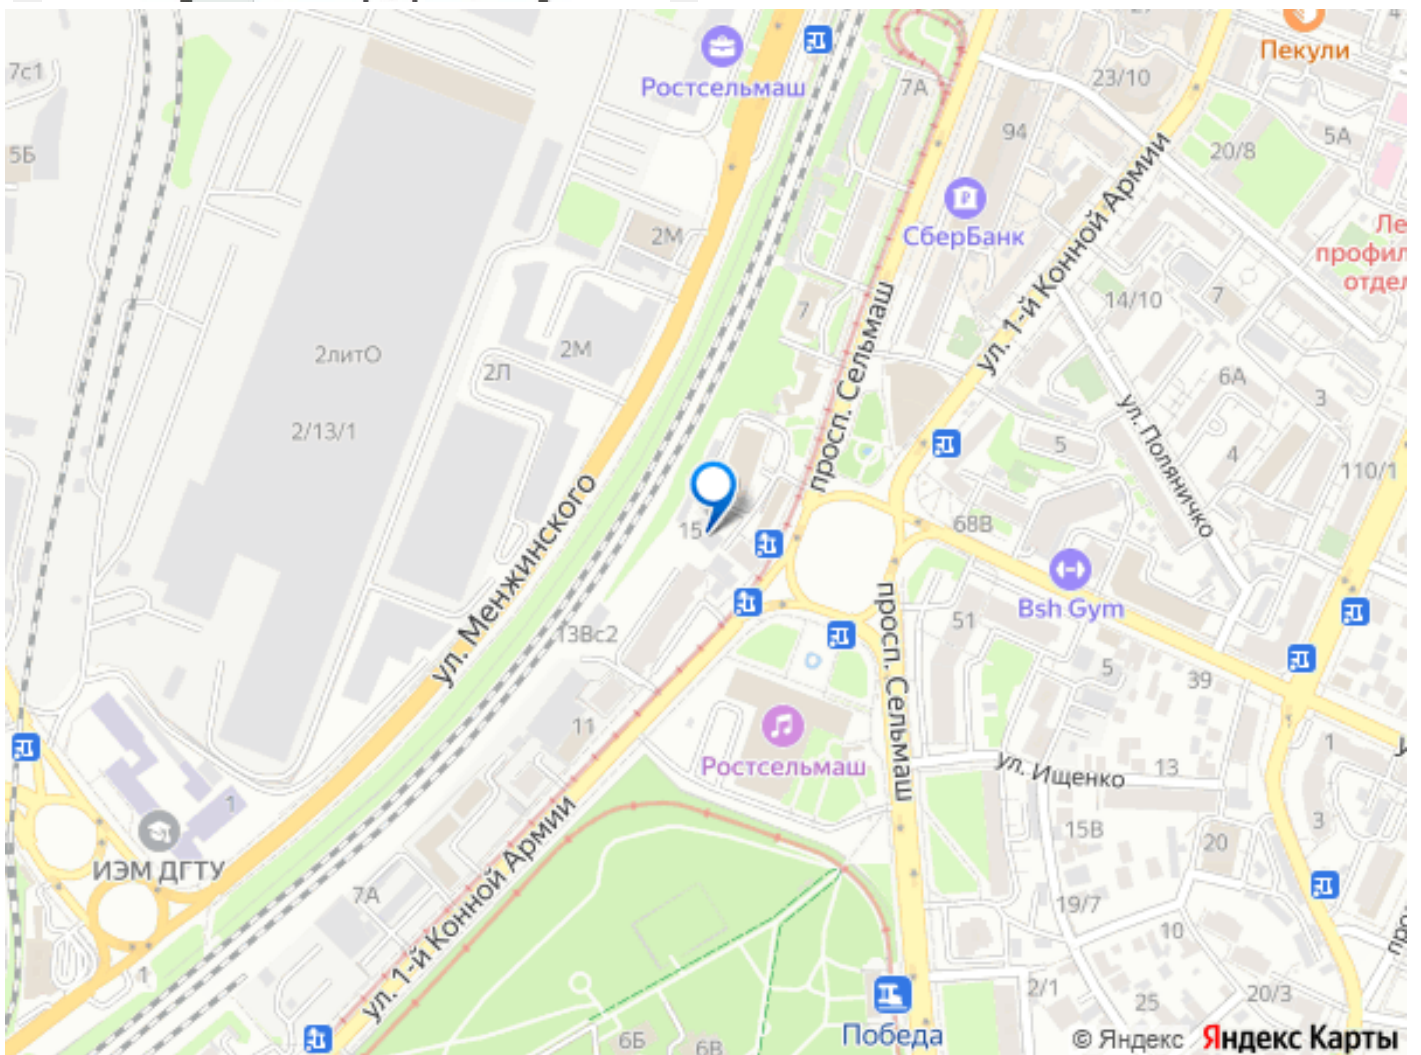 7с1
Ростсельмаш
7А
23/10
Пекули
5Б
94
5А
20/8
2М
СберБанк
ул. 1-й Конной Армии
Ле
профил
отдел
14/10
7
7
просп. Сельмаш
2литО
2М
2Л
6А
3
2/13/1
ул. Поляничко
5
4
110/1
ул. Менжинского
15
68В
Bsh Gym
просп. Сельмаш
51
13Вс2
5
39
11
Ростсельмаш
ул. Ищенко
13
1
1
3
15В
20
ИЭМ ДГТУ
7А
ул. 1-й Конной Армии
19/7
10
1
2/1
25
20/3
Победа
6Б
6В
© Яндекс Яндекс Карты